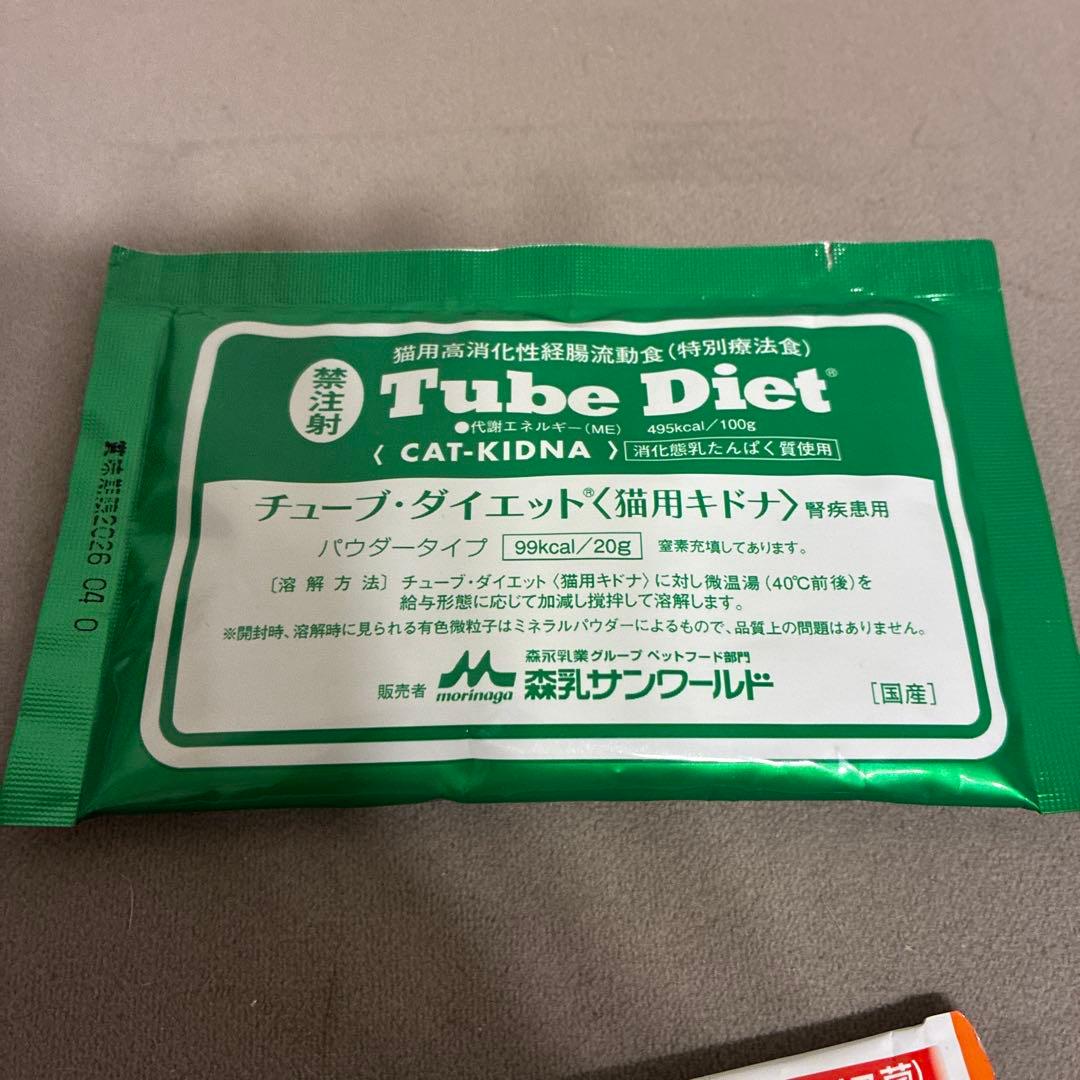 猫用高消化性経腸流動食（特別療法食）
禁注射
Tube Diet®
●代謝エネルギー（ME） 495kcal／100g
〈 CAT-KIDNA 〉 消化態乳たんぱく質使用
チューブ・ダイエット®〈猫用キドナ〉腎疾患用
パウダータイプ 99kcal／20g 窒素充填してあります。
〔溶解方法〕 チューブ・ダイエット〈猫用キドナ〉に対し微温湯（40℃前後）を
給与形態に応じて加減し撹拌して溶解します。
※開封時、溶解時に見られる有色微粒子はミネラルパウダーによるもので、品質上の問題はありません。
森永乳業グループ ペットフード部門
販売者 morinaga 森乳サンワールド
［国産］
賞味期限2026 04 0